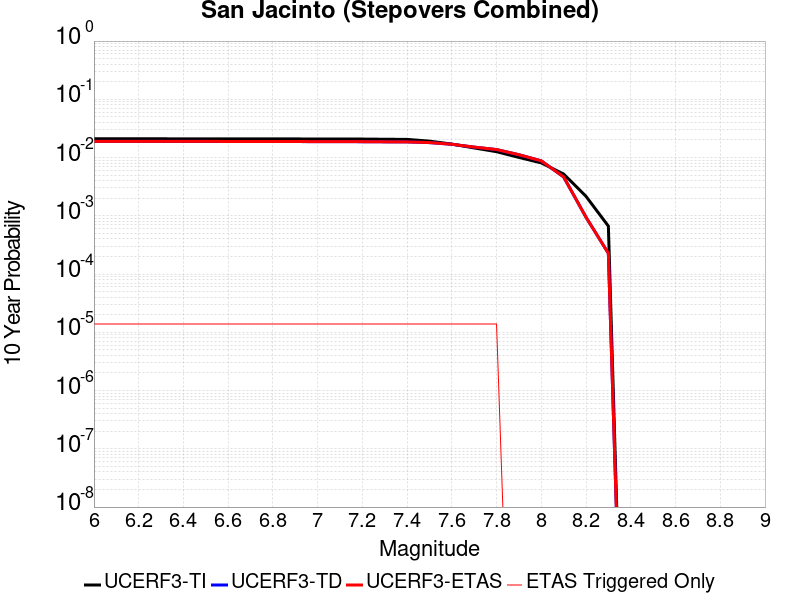 San Jacinto (Stepovers Combined)
10^0
10^-1
10^-2
10^-3
10^-4
10^-5
10^-6
10^-7
10^-8
10 Year Probability
6 6.2 6.4 6.6 6.8 7 7.2 7.4 7.6 7.8 8 8.2 8.4 8.6 8.8 9
Magnitude
UCERF3-TI UCERF3-TD UCERF3-ETAS ETAS Triggered Only